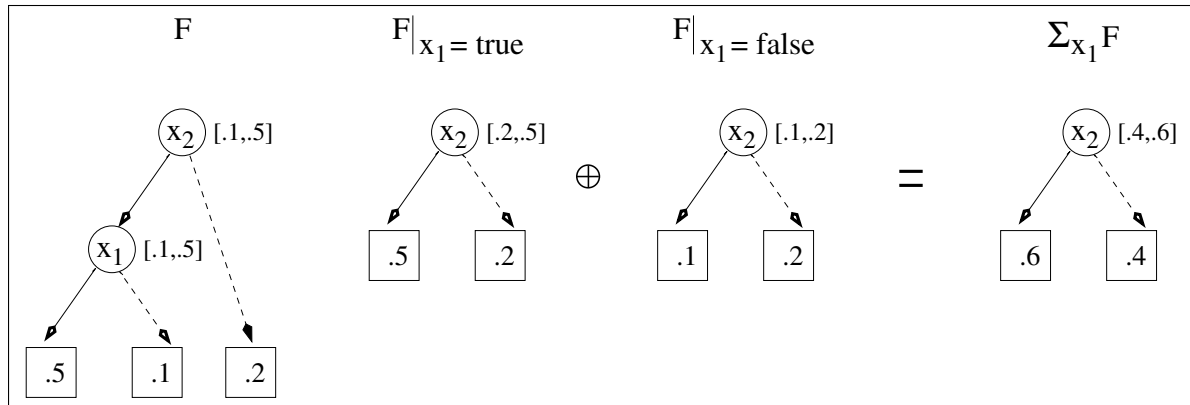 F F|x₁ = true F|x₁ = false Σx₁F
x₂ [.1,.5] x₂ [.2,.5] x₂ [.1,.2] x₂ [.4,.6]
⊕ =
x₁ [.1,.5] .5 .2 .1 .2 .6 .4
.5 .1 .2